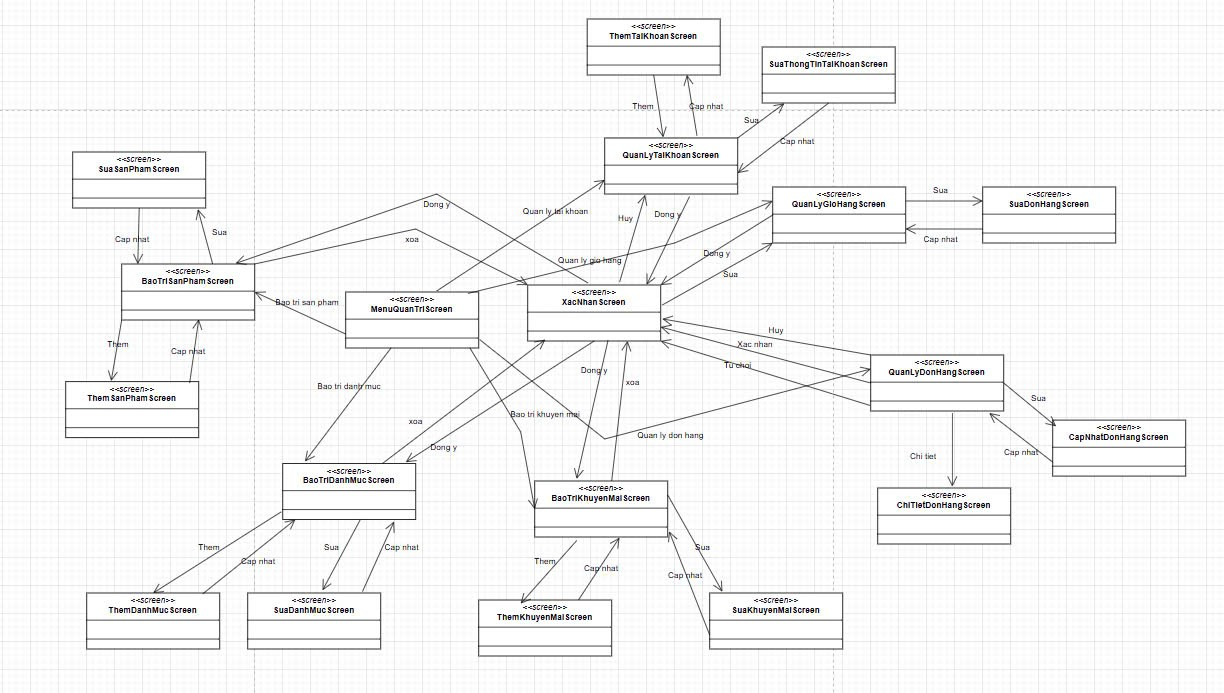 <<screen>>
ThemTaiKhoanScreen
<<screen>>
SuaThongTinTaiKhoanScreen
Them
Cap nhat
Sua
Cap nhat
<<screen>>
QuanLyTaiKhoanScreen
<<screen>>
SuaSanPhamScreen
<<screen>>
QuanLyGioHangScreen
Sua
<<screen>>
SuaDonHangScreen
Dong y
Quan ly tai khoan
Huy
Dong y
Cap nhat
Sua
xoa
Cap nhat
Dong y
Quan ly gio hang
Sua
<<screen>>
BaoTriSanPhamScreen
Bao tri san pham
<<screen>>
MenuQuanTriScreen
<<screen>>
XacNhanScreen
Huy
Xac nhan
Tu choi
Them
Cap nhat
<<screen>>
QuanLyDonHangScreen
Dong y
xoa
Bao tri danh muc
<<screen>>
ThemSanPhamScreen
Sua
xoa
Bao tri khuyen mai
Quan ly don hang
<<screen>>
CapNhatDonHangScreen
Dong y
Chi tiet
Cap nhat
<<screen>>
BaoTriDanhMucScreen
<<screen>>
BaoTriKhuyenMaiScreen
<<screen>>
ChiTietDonHangScreen
Them
Cap nhat
Sua
Cap nhat
Them
Cap nhat
Sua
Cap nhat
<<screen>>
ThemDanhMucScreen
<<screen>>
SuaDanhMucScreen
<<screen>>
ThemKhuyenMaiScreen
<<screen>>
SuaKhuyenMaiScreen